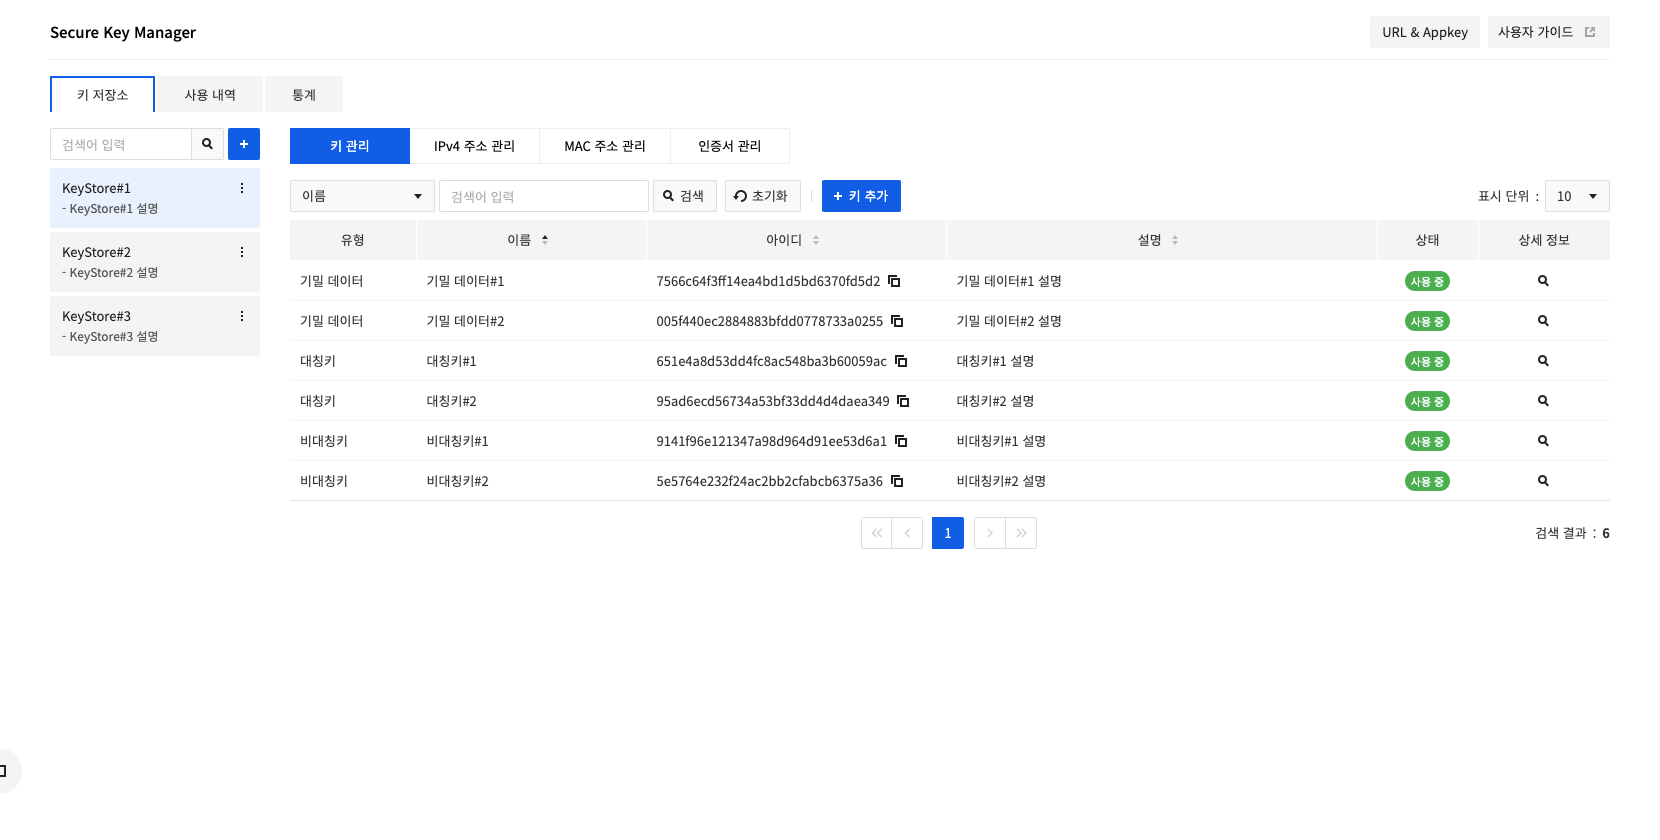 Secure Key Manager
URL & Appkey
사용자 가이드
키 저장소
사용 내역
통계
검색어 입력
+
KeyStore#1
- KeyStore#1 설명
KeyStore#2
- KeyStore#2 설명
KeyStore#3
- KeyStore#3 설명
키 관리
IPv4 주소 관리
MAC 주소 관리
인증서 관리
이름
검색어 입력
검색
초기화
+ 키 추가
표시 단위 : 10
유형 이름 아이디 설명 상태 상세 정보
기밀 데이터 기밀 데이터#1 7566c64f3ff14ea4bd1d5bd6370fd5d2 기밀 데이터#1 설명 사용 중
기밀 데이터 기밀 데이터#2 005f440ec2884883bfdd0778733a0255 기밀 데이터#2 설명 사용 중
대칭키 대칭키#1 651e4a8d53dd4fc8ac548ba3b60059ac 대칭키#1 설명 사용 중
대칭키 대칭키#2 95ad6ecd56734a53bf33dd4d4daea349 대칭키#2 설명 사용 중
비대칭키 비대칭키#1 9141f96e121347a98d964d91ee53d6a1 비대칭키#1 설명 사용 중
비대칭키 비대칭키#2 5e5764e232f24ac2bb2cfabcb6375a36 비대칭키#2 설명 사용 중
1
검색 결과 : 6